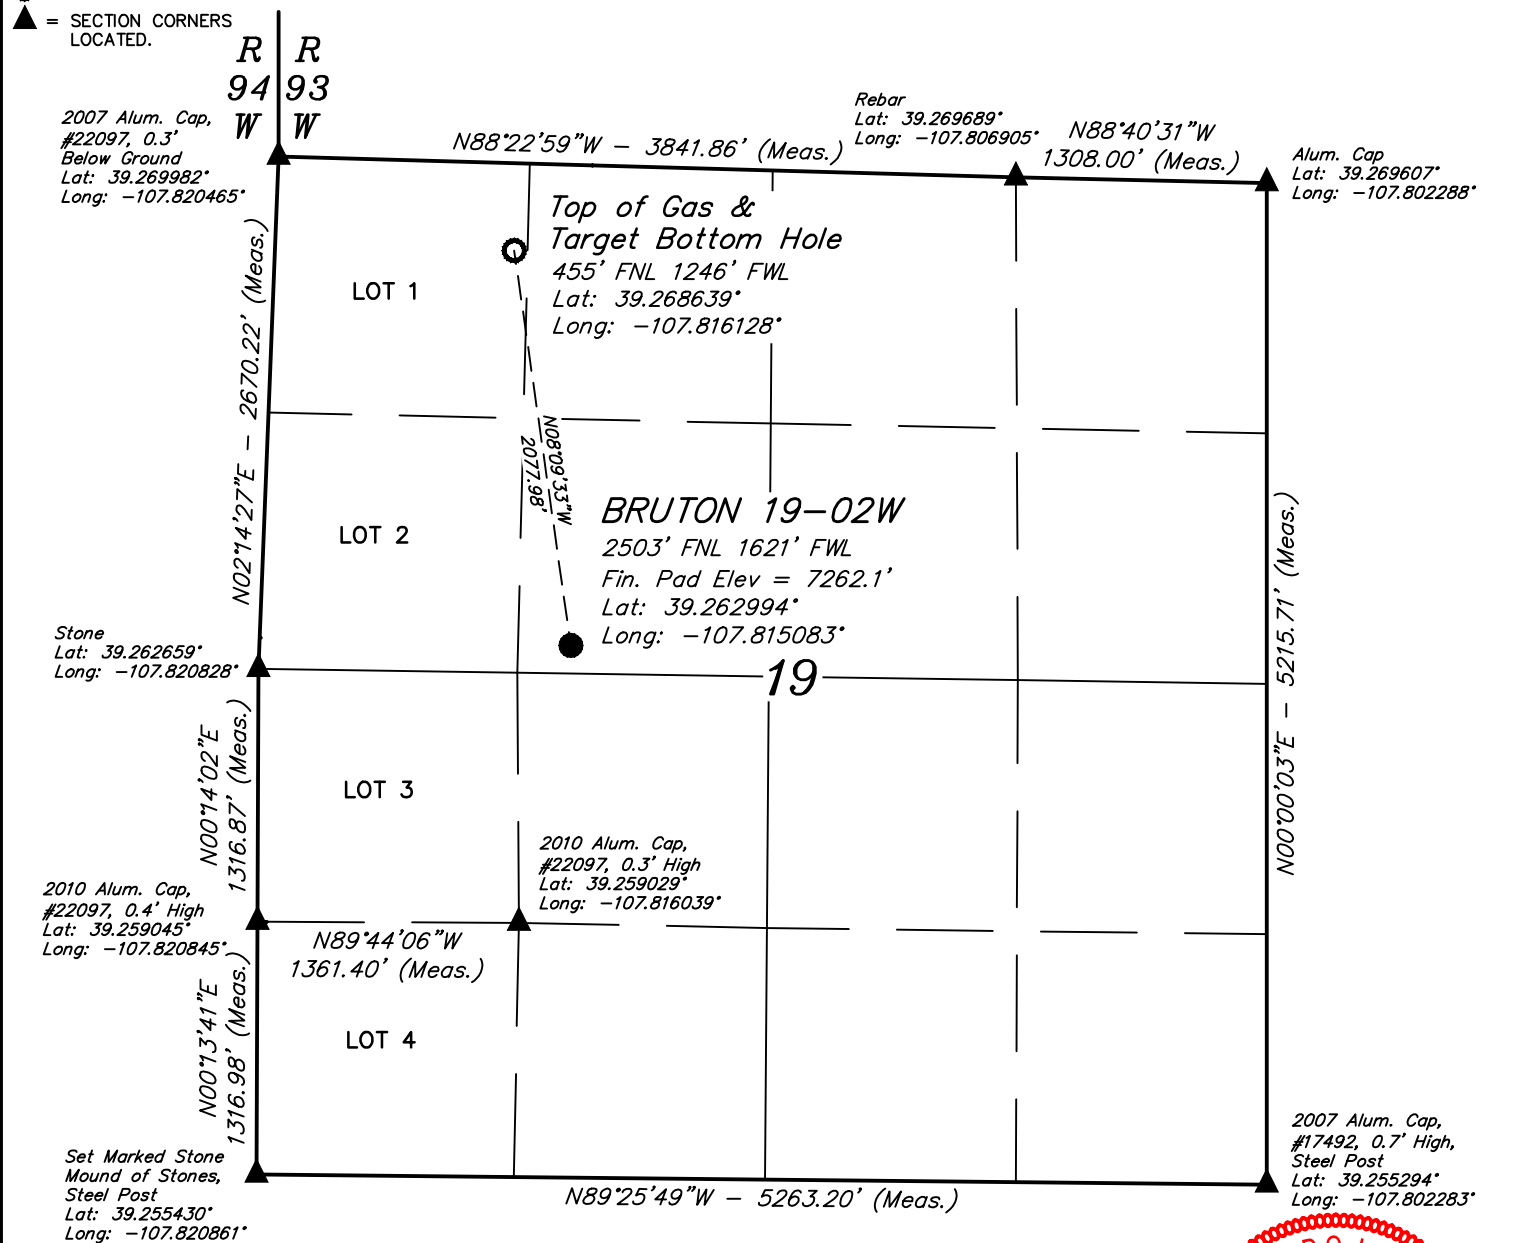 = SECTION CORNERS
LOCATED.
R R
94 93
W W
2007 Alum. Cap,
#22097, 0.3'
Below Ground
Lat: 39.269982°
Long: -107.820465°
N88°22'59"W - 3841.86' (Meas.)
Rebar
Lat: 39.269689°
Long: -107.806905°
N88°40'31"W
1308.00' (Meas.)
Alum. Cap
Lat: 39.269607°
Long: -107.802288°
Top of Gas &
Target Bottom Hole
455' FNL 1246' FWL
Lat: 39.268639°
Long: -107.816128°
LOT 1
N02°14'27"E - 2670.22' (Meas.)
N08°09'33"W
2077.98'
LOT 2
BRUTON 19-02W
2503' FNL 1621' FWL
Fin. Pad Elev = 7262.1'
Lat: 39.262994°
Long: -107.815083°
N00°00'03"E - 5215.71' (Meas.)
Stone
Lat: 39.262659°
Long: -107.820828°
19
N00°14'02"E
1316.87' (Meas.)
LOT 3
2010 Alum. Cap,
#22097, 0.3' High
Lat: 39.259029°
Long: -107.816039°
2010 Alum. Cap,
#22097, 0.4' High
Lat: 39.259045°
Long: -107.820845°
N89°44'06"W
1361.40' (Meas.)
N00°13'41"E
1316.98' (Meas.)
LOT 4
Set Marked Stone
Mound of Stones,
Steel Post
Lat: 39.255430°
Long: -107.820861°
N89°25'49"W - 5263.20' (Meas.)
2007 Alum. Cap,
#17492, 0.7' High,
Steel Post
Lat: 39.255294°
Long: -107.802283°